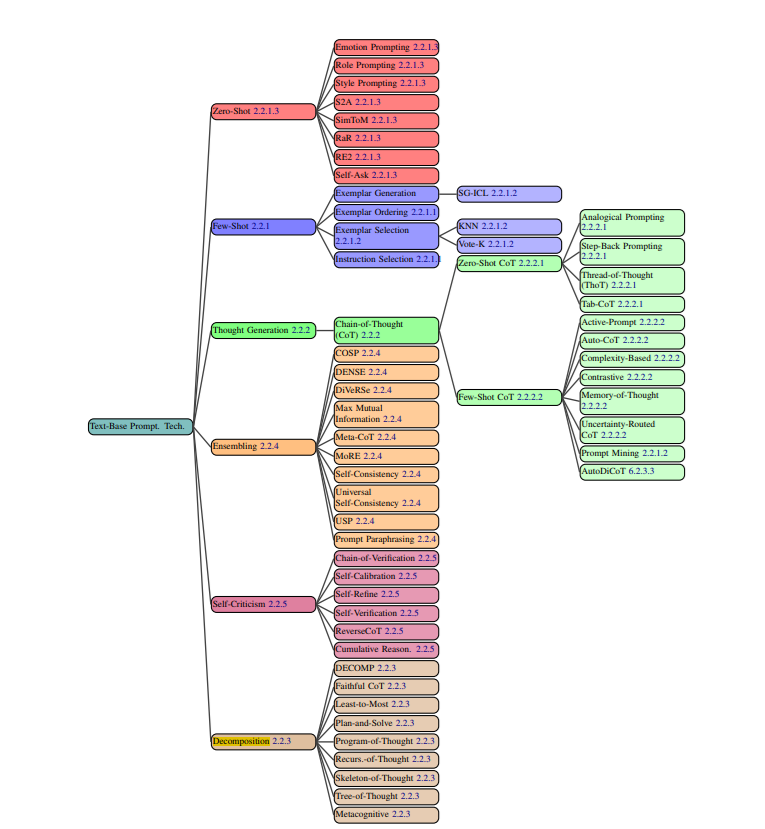 Text-Base Prompt. Tech.
Zero-Shot 2.2.1.3
Emotion Prompting 2.2.1.3
Role Prompting 2.2.1.3
Style Prompting 2.2.1.3
S2A 2.2.1.3
SimToM 2.2.1.3
RaR 2.2.1.3
RE2 2.2.1.3
Self-Ask 2.2.1.3
Few-Shot 2.2.1
Exemplar Generation
SG-ICL 2.2.1.2
Exemplar Ordering 2.2.1.1
Exemplar Selection
2.2.1.2
KNN 2.2.1.2
Vote-K 2.2.1.2
Instruction Selection 2.2.1.1
Thought Generation 2.2.2
Chain-of-Thought
(CoT) 2.2.2
Zero-Shot CoT 2.2.2.1
Analogical Prompting
2.2.2.1
Step-Back Prompting
2.2.2.1
Thread-of-Thought
(ThoT) 2.2.2.1
Tab-CoT 2.2.2.1
Few-Shot CoT 2.2.2.2
Active-Prompt 2.2.2.2
Auto-CoT 2.2.2.2
Complexity-Based 2.2.2.2
Contrastive 2.2.2.2
Memory-of-Thought
2.2.2.2
Uncertainty-Routed
CoT 2.2.2.2
Prompt Mining 2.2.1.2
AutoDiCoT 6.2.3.3
Ensembling 2.2.4
COSP 2.2.4
DENSE 2.2.4
DiVeRSe 2.2.4
Max Mutual
Information 2.2.4
Meta-CoT 2.2.4
MoRE 2.2.4
Self-Consistency 2.2.4
Universal
Self-Consistency 2.2.4
USP 2.2.4
Prompt Paraphrasing 2.2.4
Self-Criticism 2.2.5
Chain-of-Verification 2.2.5
Self-Calibration 2.2.5
Self-Refine 2.2.5
Self-Verification 2.2.5
ReverseCoT 2.2.5
Cumulative Reason. 2.2.5
Decomposition 2.2.3
DECOMP 2.2.3
Faithful CoT 2.2.3
Least-to-Most 2.2.3
Plan-and-Solve 2.2.3
Program-of-Thought 2.2.3
Recurs.-of-Thought 2.2.3
Skeleton-of-Thought 2.2.3
Tree-of-Thought 2.2.3
Metacognitive 2.2.3